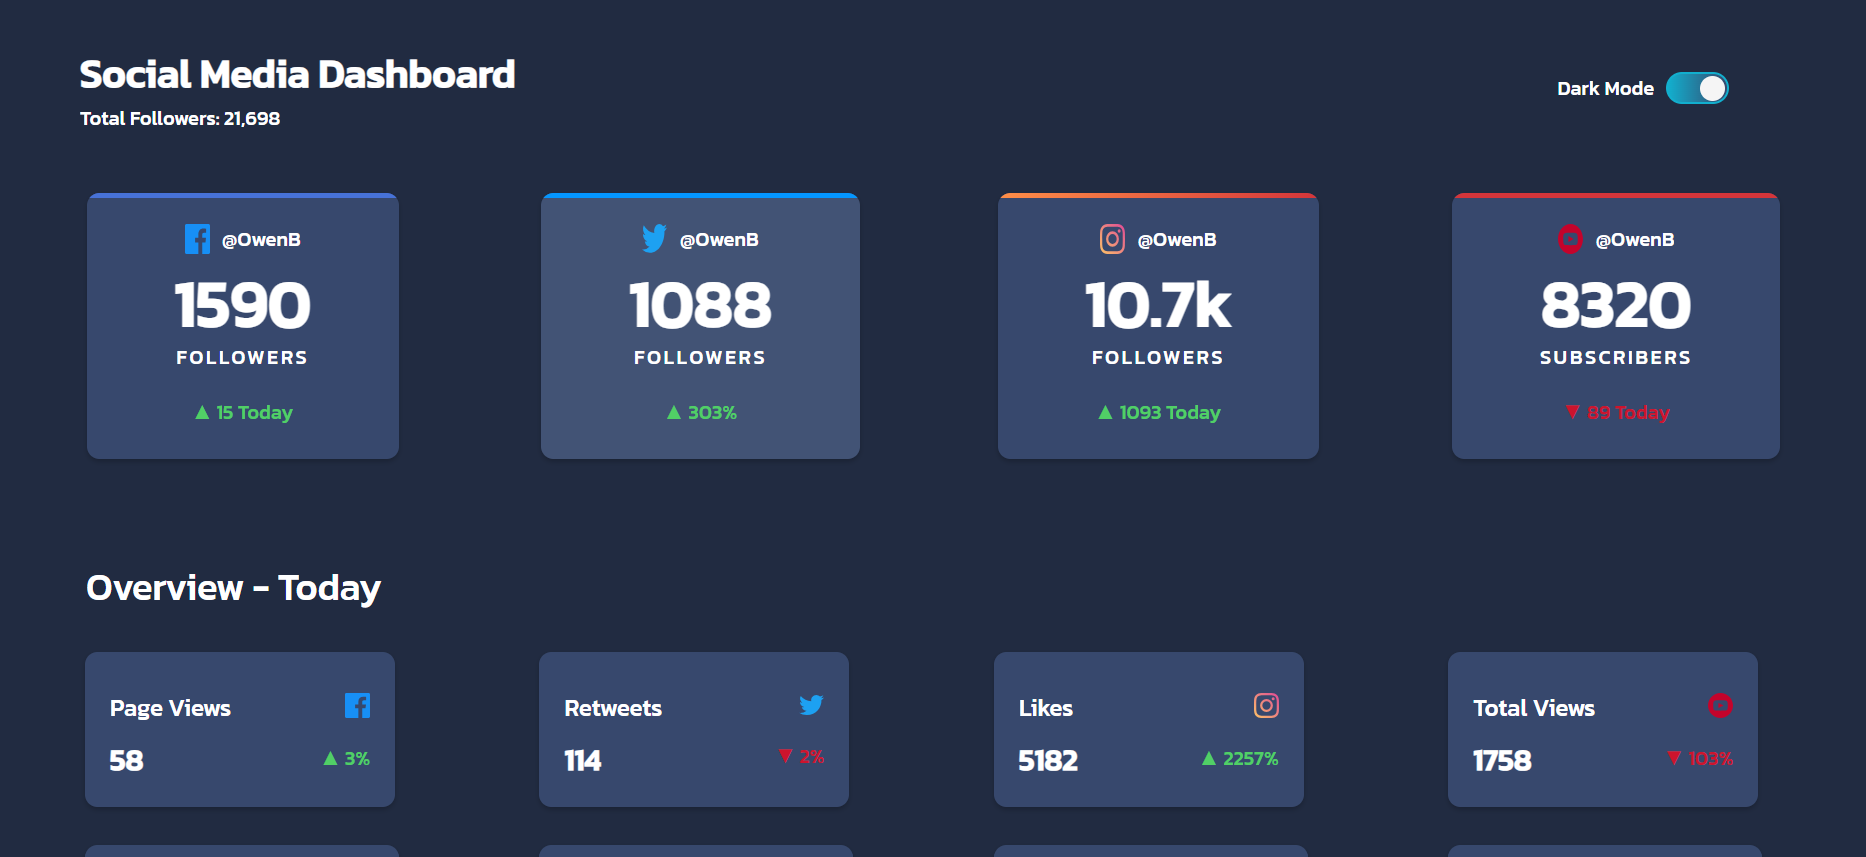 Social Media Dashboard
Total Followers: 21,698
Dark Mode
@OwenB
1590
FOLLOWERS
▲ 15 Today
@OwenB
1088
FOLLOWERS
▲ 303%
@OwenB
10.7k
FOLLOWERS
▲ 1093 Today
@OwenB
8320
SUBSCRIBERS
▼ 89 Today
Overview - Today
Page Views
58
▲ 3%
Retweets
114
▼ 2%
Likes
5182
▲ 2257%
Total Views
1758
▼ 103%